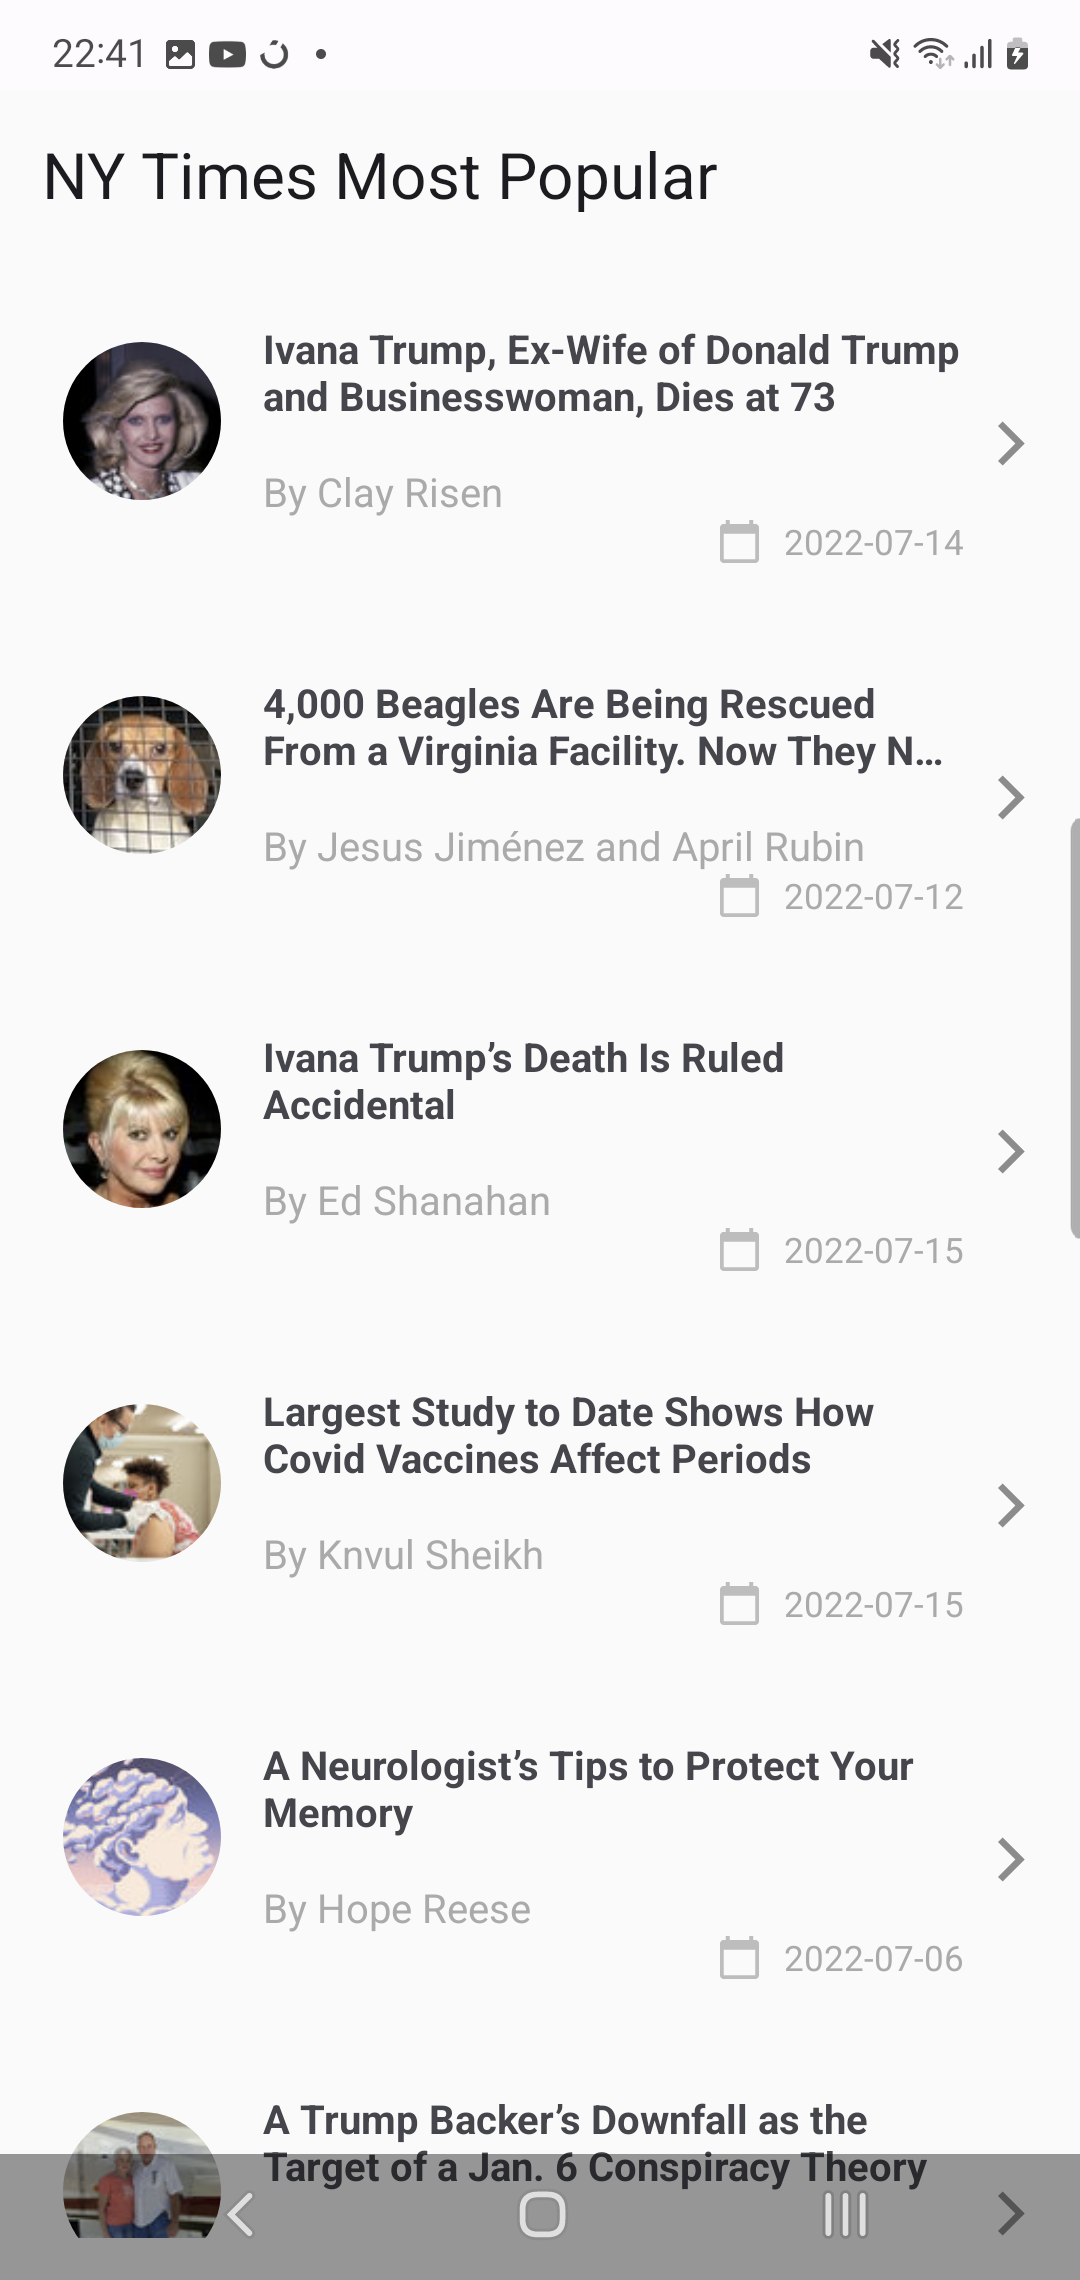 22:41
NY Times Most Popular
Ivana Trump, Ex-Wife of Donald Trump
and Businesswoman, Dies at 73
By Clay Risen
2022-07-14
4,000 Beagles Are Being Rescued
From a Virginia Facility. Now They N...
By Jesus Jiménez and April Rubin
2022-07-12
Ivana Trump’s Death Is Ruled
Accidental
By Ed Shanahan
2022-07-15
Largest Study to Date Shows How
Covid Vaccines Affect Periods
By Knvul Sheikh
2022-07-15
A Neurologist’s Tips to Protect Your
Memory
By Hope Reese
2022-07-06
A Trump Backer’s Downfall as the
Target of a Jan. 6 Conspiracy Theory